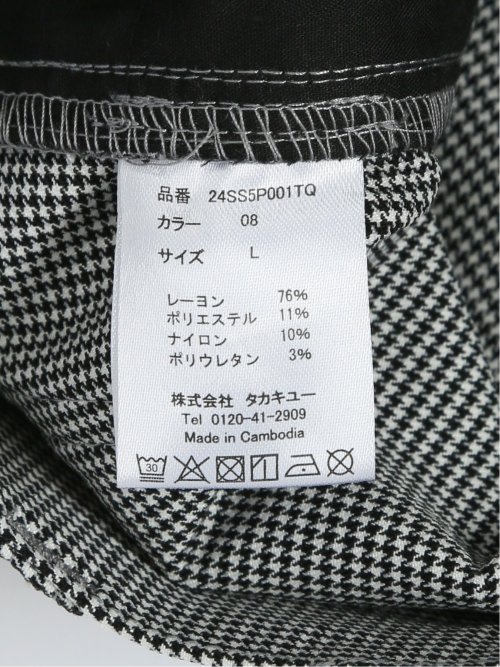 品番 24SS5P001TQ
カラー 08
サイズ L
レーヨン 76%
ポリエステル 11%
ナイロン 10%
ポリウレタン 3%
株式会社 タカキュー
Tel 0120-41-2909
Made in Cambodia
30